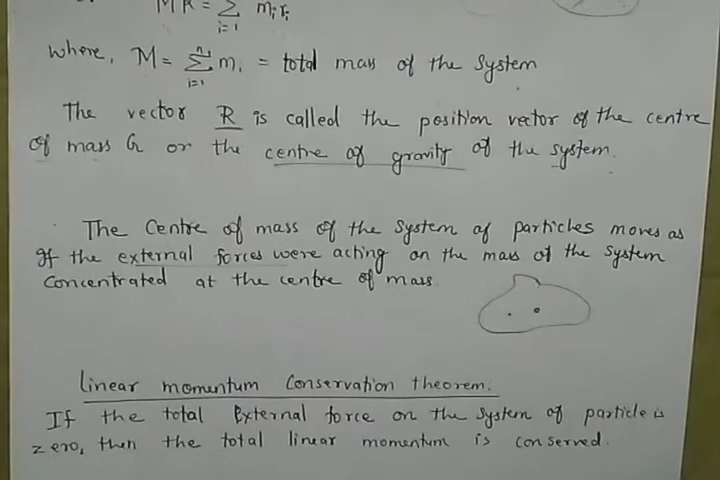 MR = Σ i=1 mᵢrᵢ
where, M = Σ i=1 n mᵢ = total mass of the system
The vector R is called the position vector of the centre
of mass G or the centre of gravity of the system.
The Centre of mass of the system of particles moves as
If the external forces were acting on the mass of the system
Concentrated at the centre of mass.
Linear momentum Conservation theorem.
If the total External force on the system of particle is
zero, then the total linear momentum is conserved.